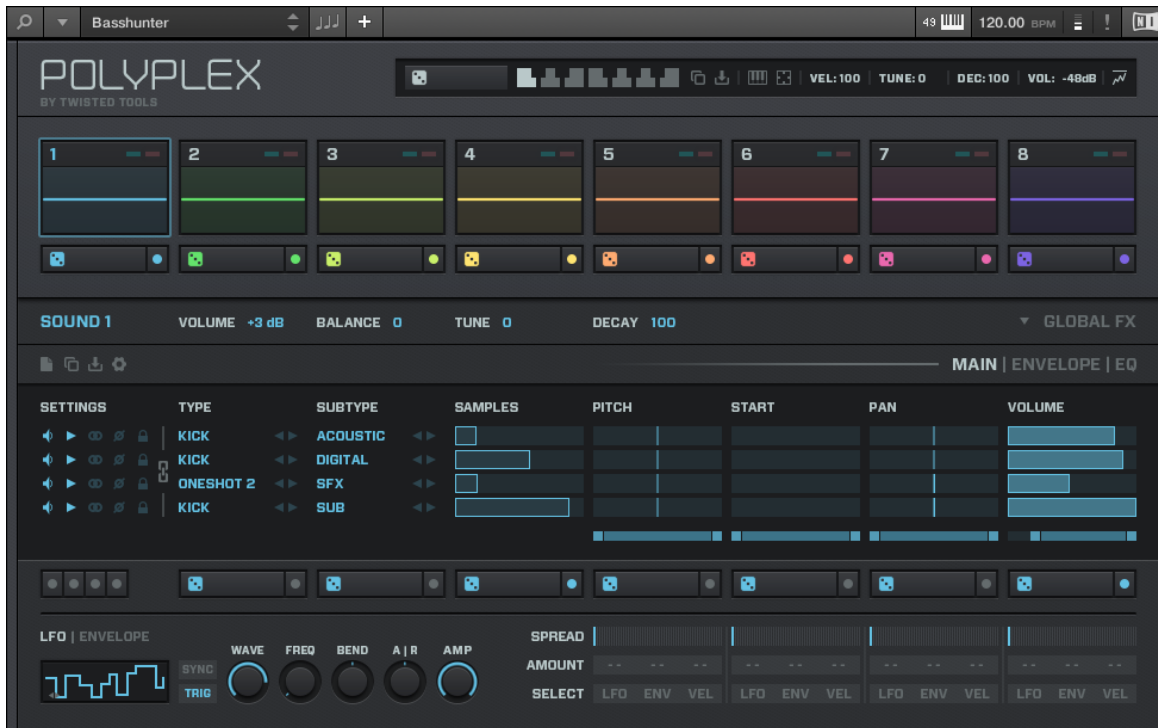 Basshunter 49 120.00 BPM NI
POLYPLEX
BY TWISTED TOOLS
VEL: 100 TUNE: 0 DEC: 100 VOL: -48dB
1 2 3 4 5 6 7 8
SOUND 1 VOLUME +3 dB BALANCE 0 TUNE 0 DECAY 100 GLOBAL FX
MAIN | ENVELOPE | EQ
SETTINGS TYPE SUBTYPE SAMPLES PITCH START PAN VOLUME
KICK ACOUSTIC
KICK DIGITAL
ONESHOT 2 SFX
KICK SUB
LFO | ENVELOPE
WAVE FREQ BEND A|R AMP
SYNC
TRIG
SPREAD
AMOUNT -- -- -- -- -- -- -- -- -- -- -- --
SELECT LFO ENV VEL LFO ENV VEL LFO ENV VEL LFO ENV VEL